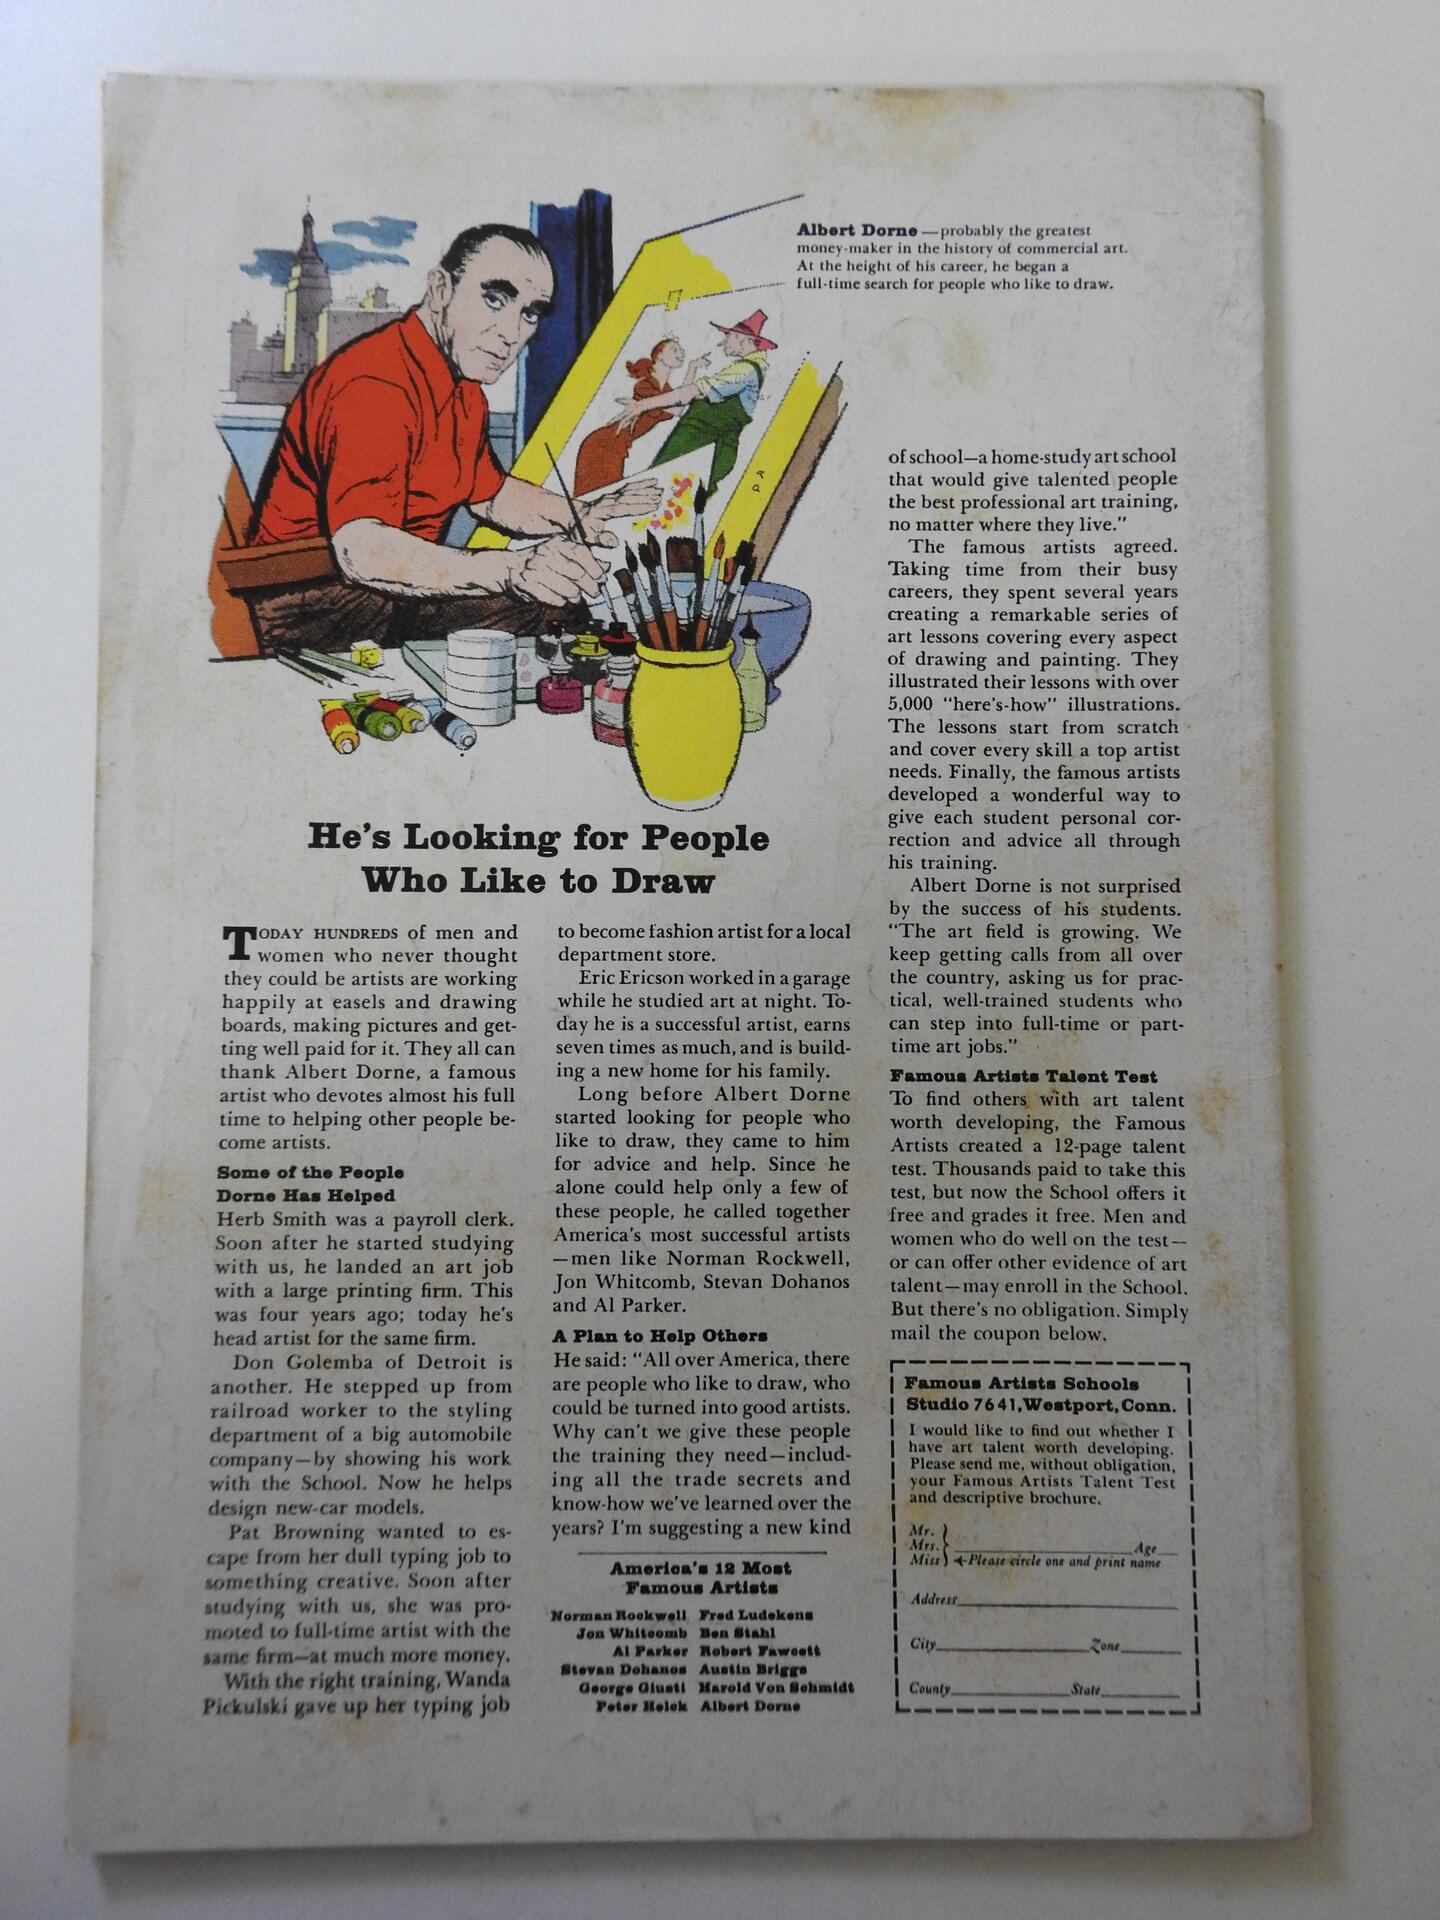 Albert Dorne—probably the greatest
money-maker in the history of commercial art.
At the height of his career, he began a
full-time search for people who like to draw.
He's Looking for People
Who Like to Draw
TODAY HUNDREDS of men and
women who never thought
they could be artists are working
happily at easels and drawing
boards, making pictures and get-
ting well paid for it. They all can
thank Albert Dorne, a famous
artist who devotes almost his full
time to helping other people be-
come artists.
Some of the People
Dorne Has Helped
Herb Smith was a payroll clerk.
Soon after he started studying
with us, he landed an art job
with a large printing firm. This
was four years ago; today he's
head artist for the same firm.
Don Golemba of Detroit is
another. He stepped up from
railroad worker to the styling
department of a big automobile
company—by showing his work
with the School. Now he helps
design new-car models.
Pat Browning wanted to es-
cape from her dull typing job to
something creative. Soon after
studying with us, she was pro-
moted to full-time artist with the
same firm—at much more money.
With the right training, Wanda
Pickulski gave up her typing job
to become fashion artist for a local
department store.
Eric Ericson worked in a garage
while he studied art at night. To-
day he is a successful artist, earns
seven times as much, and is build-
ing a new home for his family.
Long before Albert Dorne
started looking for people who
like to draw, they came to him
for advice and help. Since he
alone could help only a few of
these people, he called together
America's most successful artists
—men like Norman Rockwell,
Jon Whitcomb, Stevan Dohanos
and Al Parker.
A Plan to Help Others
He said: "All over America, there
are people who like to draw, who
could be turned into good artists.
Why can't we give these people
the training they need—includ-
ing all the trade secrets and
know-how we've learned over the
years? I'm suggesting a new kind
America's 12 Most
Famous Artists
Norman Rockwell Fred Ludekens
Jon Whitcomb Ben Stahl
Al Parker Robert Fawcett
Stevan Dohanos Austin Briggs
George Giusti Harold Von Schmidt
Peter Helck Albert Dorne
of school—a home-study art school
that would give talented people
the best professional art training,
no matter where they live."
The famous artists agreed.
Taking time from their busy
careers, they spent several years
creating a remarkable series of
art lessons covering every aspect
of drawing and painting. They
illustrated their lessons with over
5,000 "here's-how" illustrations.
The lessons start from scratch
and cover every skill a top artist
needs. Finally, the famous artists
developed a wonderful way to
give each student personal cor-
rection and advice all through
his training.
Albert Dorne is not surprised
by the success of his students.
"The art field is growing. We
keep getting calls from all over
the country, asking us for prac-
tical, well-trained students who
can step into full-time or part-
time art jobs."
Famous Artists Talent Test
To find others with art talent
worth developing, the Famous
Artists created a 12-page talent
test. Thousands paid to take this
test, but now the School offers it
free and grades it free. Men and
women who do well on the test—
or can offer other evidence of art
talent—may enroll in the School.
But there's no obligation. Simply
mail the coupon below.
Famous Artists Schools
Studio 7641, Westport, Conn.
I would like to find out whether I
have art talent worth developing.
Please send me, without obligation,
your Famous Artists Talent Test
and descriptive brochure.
Mr.
Mrs. Age
Miss Please circle one and print name
Address
City Zone
County State